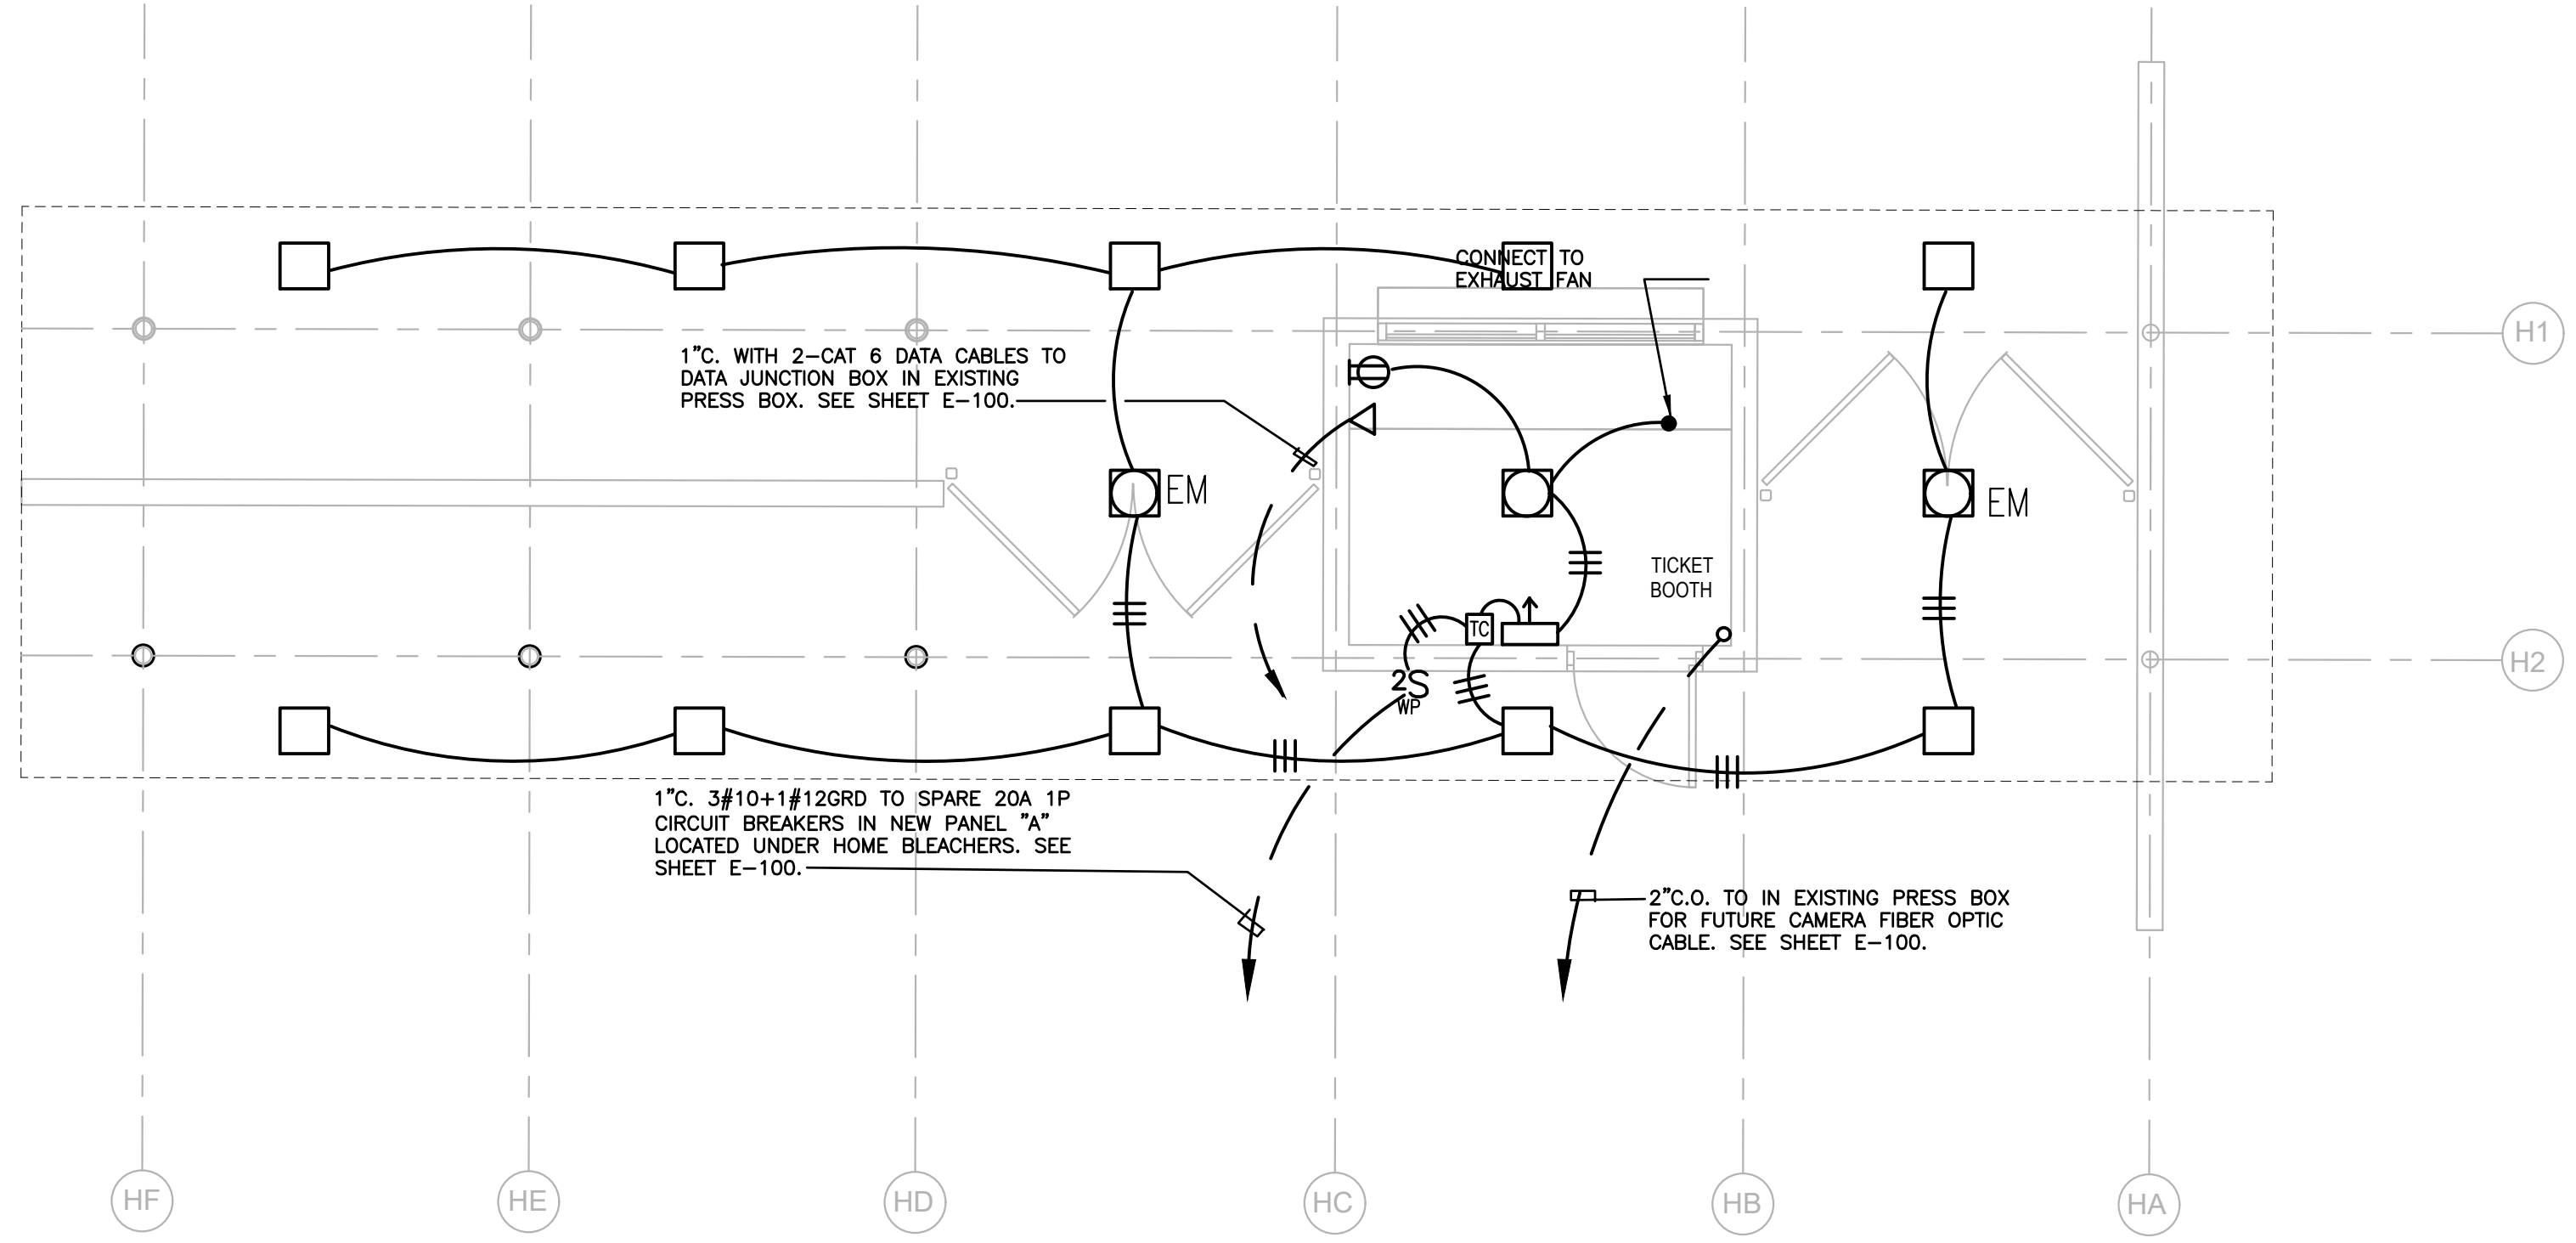 CONNECT TO
EXHAUST FAN
H1
1"C. WITH 2-CAT 6 DATA CABLES TO
DATA JUNCTION BOX IN EXISTING
PRESS BOX. SEE SHEET E-100.
EM
EM
TICKET
BOOTH
TC
H2
2S
WP
1"C. 3#10+1#12GRD TO SPARE 20A 1P
CIRCUIT BREAKERS IN NEW PANEL "A"
LOCATED UNDER HOME BLEACHERS. SEE
SHEET E-100.
2"C.O. TO IN EXISTING PRESS BOX
FOR FUTURE CAMERA FIBER OPTIC
CABLE. SEE SHEET E-100.
HF
HE
HD
HC
HB
HA